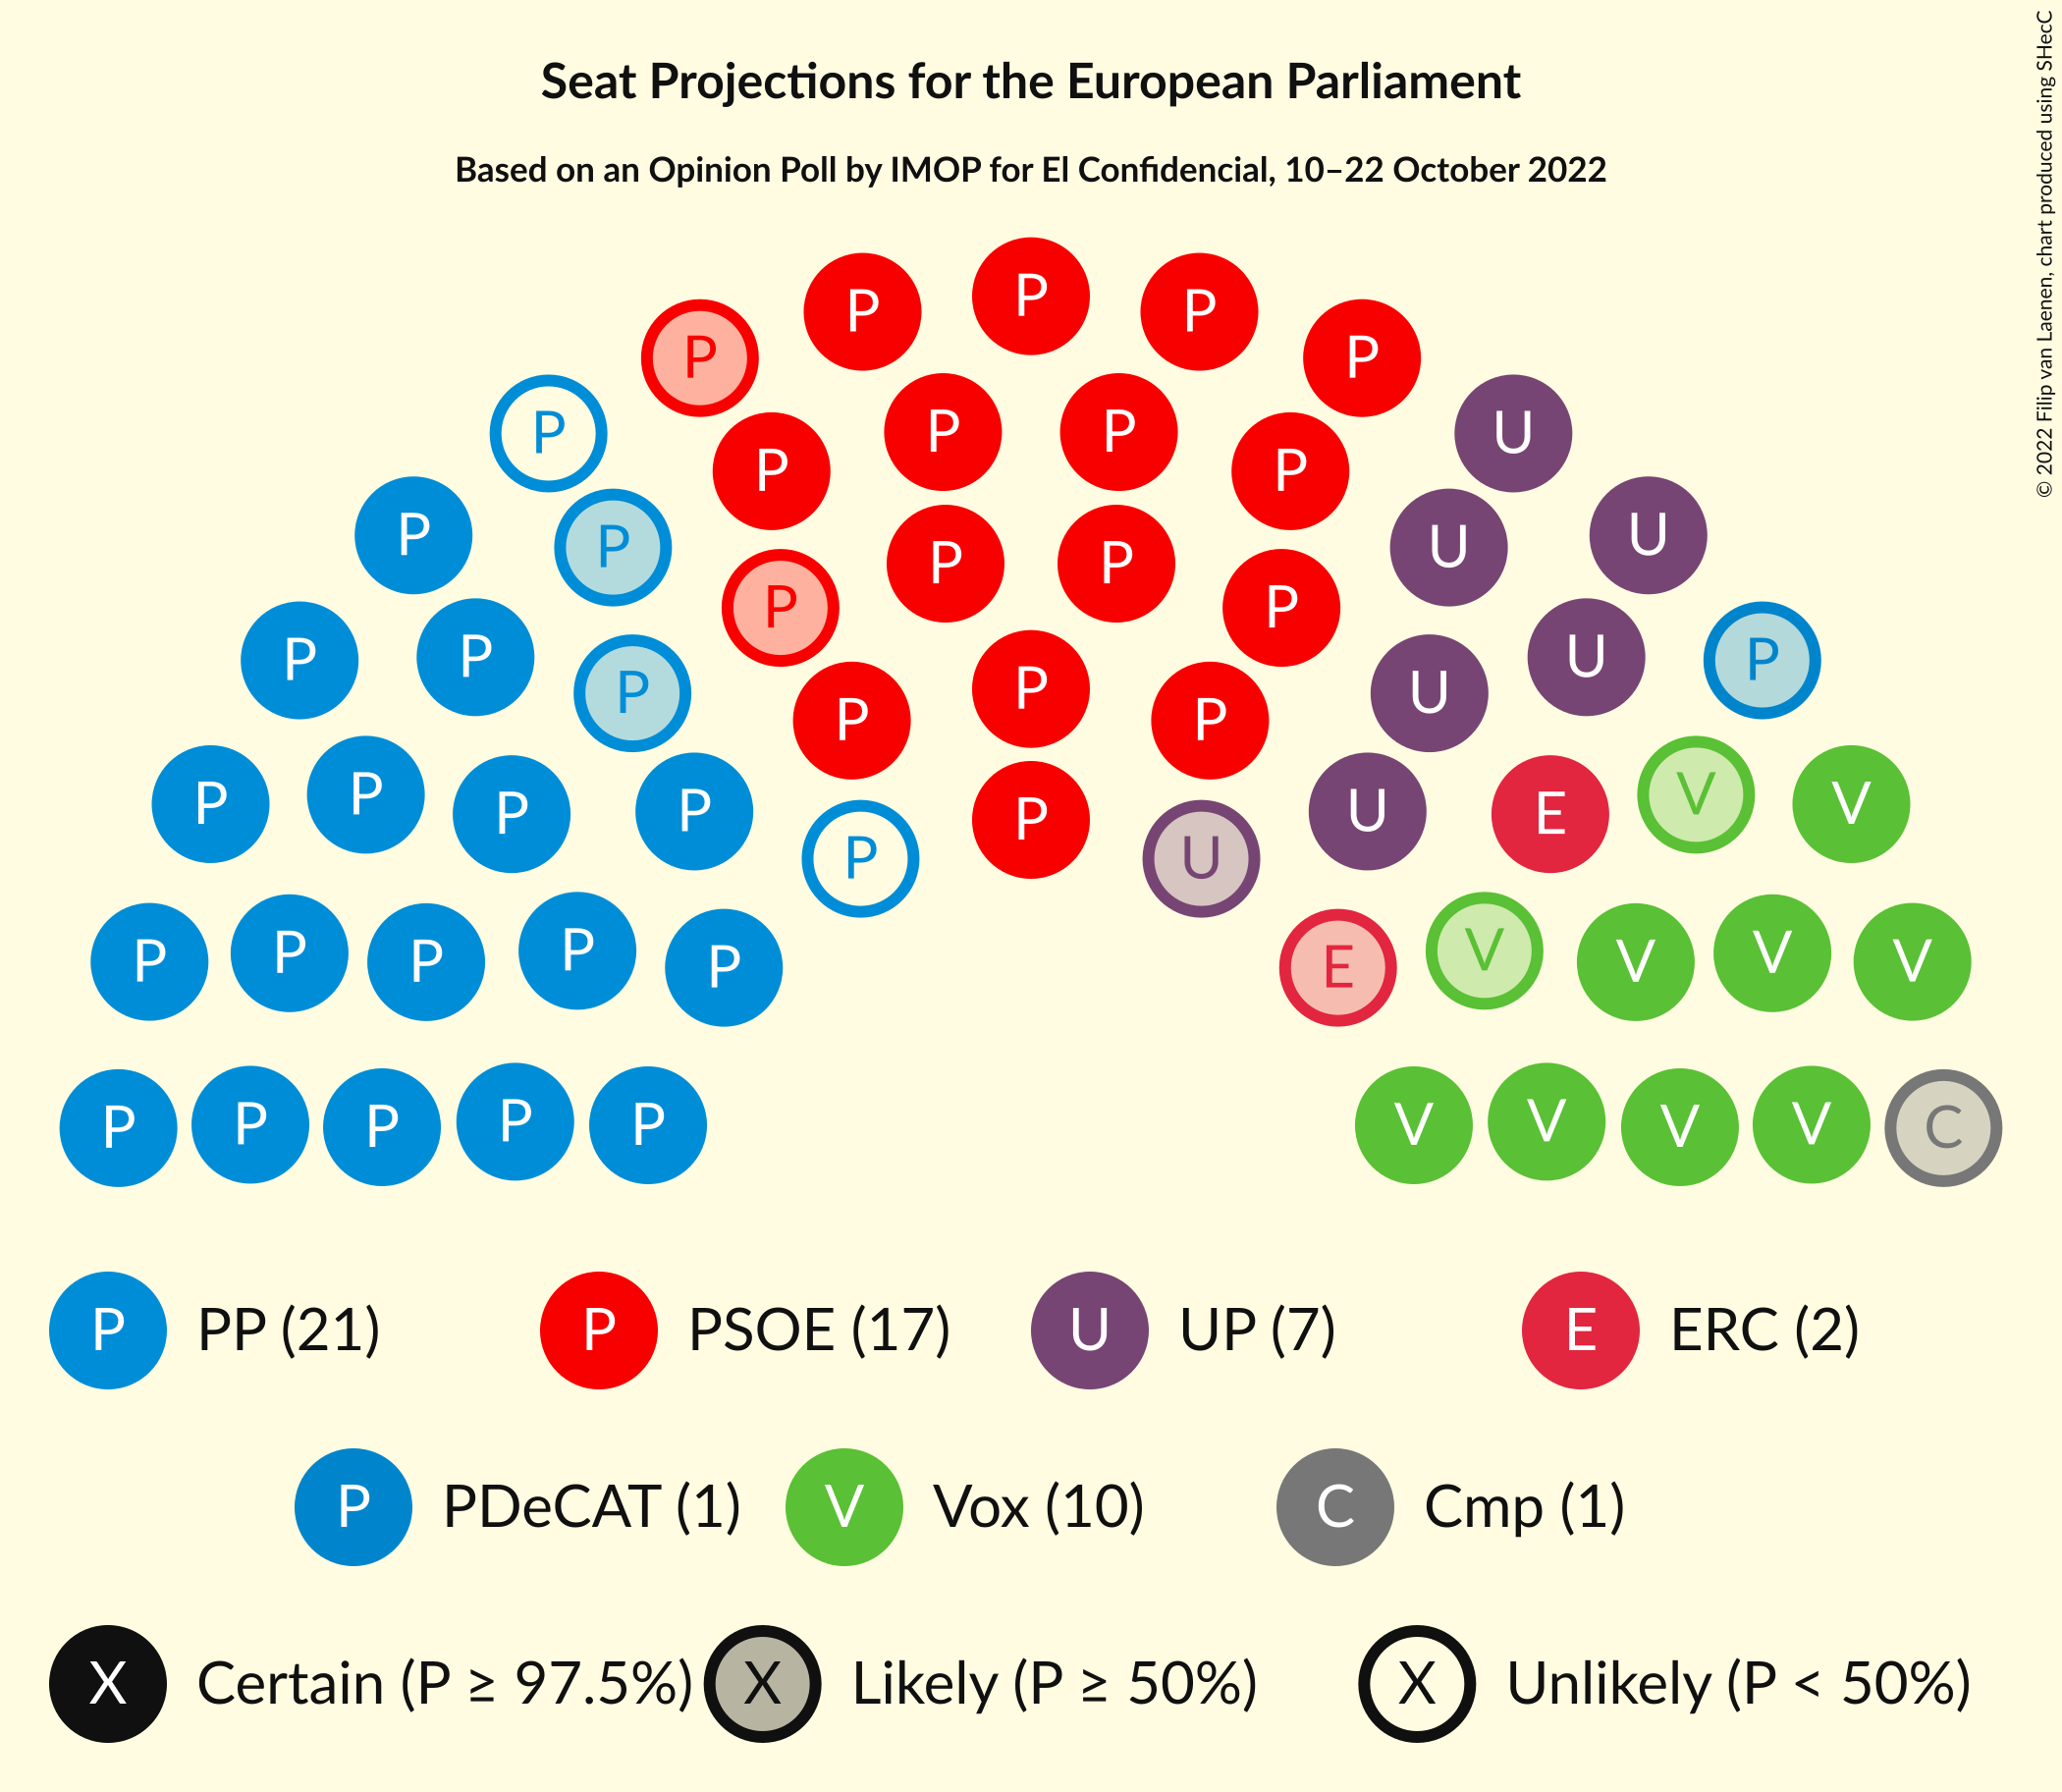 Seat Projections for the European Parliament
Based on an Opinion Poll by IMOP for El Confidencial, 10–22 October 2022
© 2022 Filip van Laenen, chart produced using SHecC
P
P P
P P
P U
P P P P
P P U U
P P P P
P P P U
P P P U P
P P U
P P P P P P U E V V
P P U
P P P P P E V V V V
P P P P P V V V V C
P PP (21) P PSOE (17) U UP (7) E ERC (2)
P PDeCAT (1) V Vox (10) C Cmp (1)
X Certain (P ≥ 97.5%) X Likely (P ≥ 50%) X Unlikely (P < 50%)